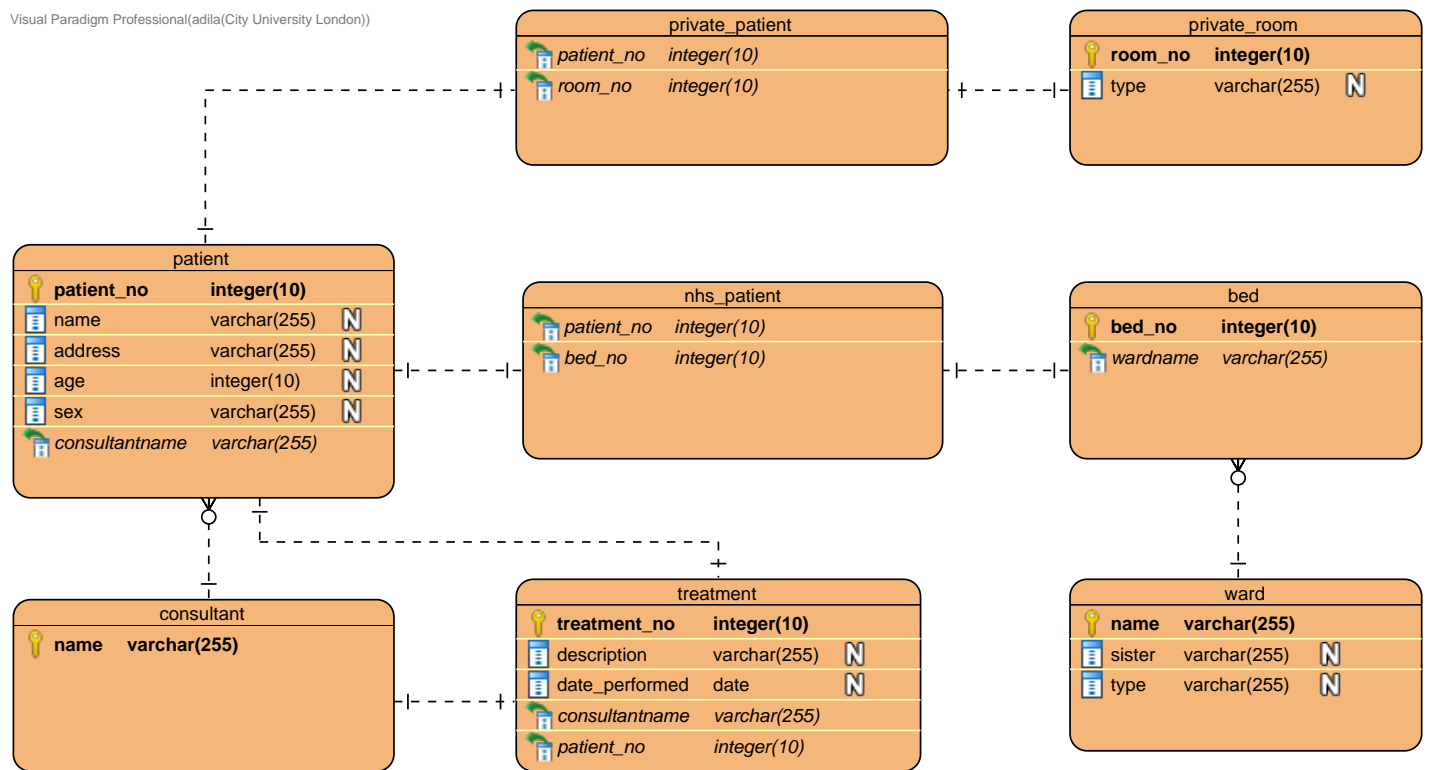 Visual Paradigm Professional(adila(City University London))
private_patient
patient_no integer(10)
room_no integer(10)
private_room
room_no integer(10)
type varchar(255) N
patient
patient_no integer(10)
name varchar(255) N
address varchar(255) N
age integer(10) N
sex varchar(255) N
consultantname varchar(255)
nhs_patient
patient_no integer(10)
bed_no integer(10)
bed
bed_no integer(10)
wardname varchar(255)
consultant
name varchar(255)
treatment
treatment_no integer(10)
description varchar(255) N
date_performed date N
consultantname varchar(255)
patient_no integer(10)
ward
name varchar(255)
sister varchar(255) N
type varchar(255) N